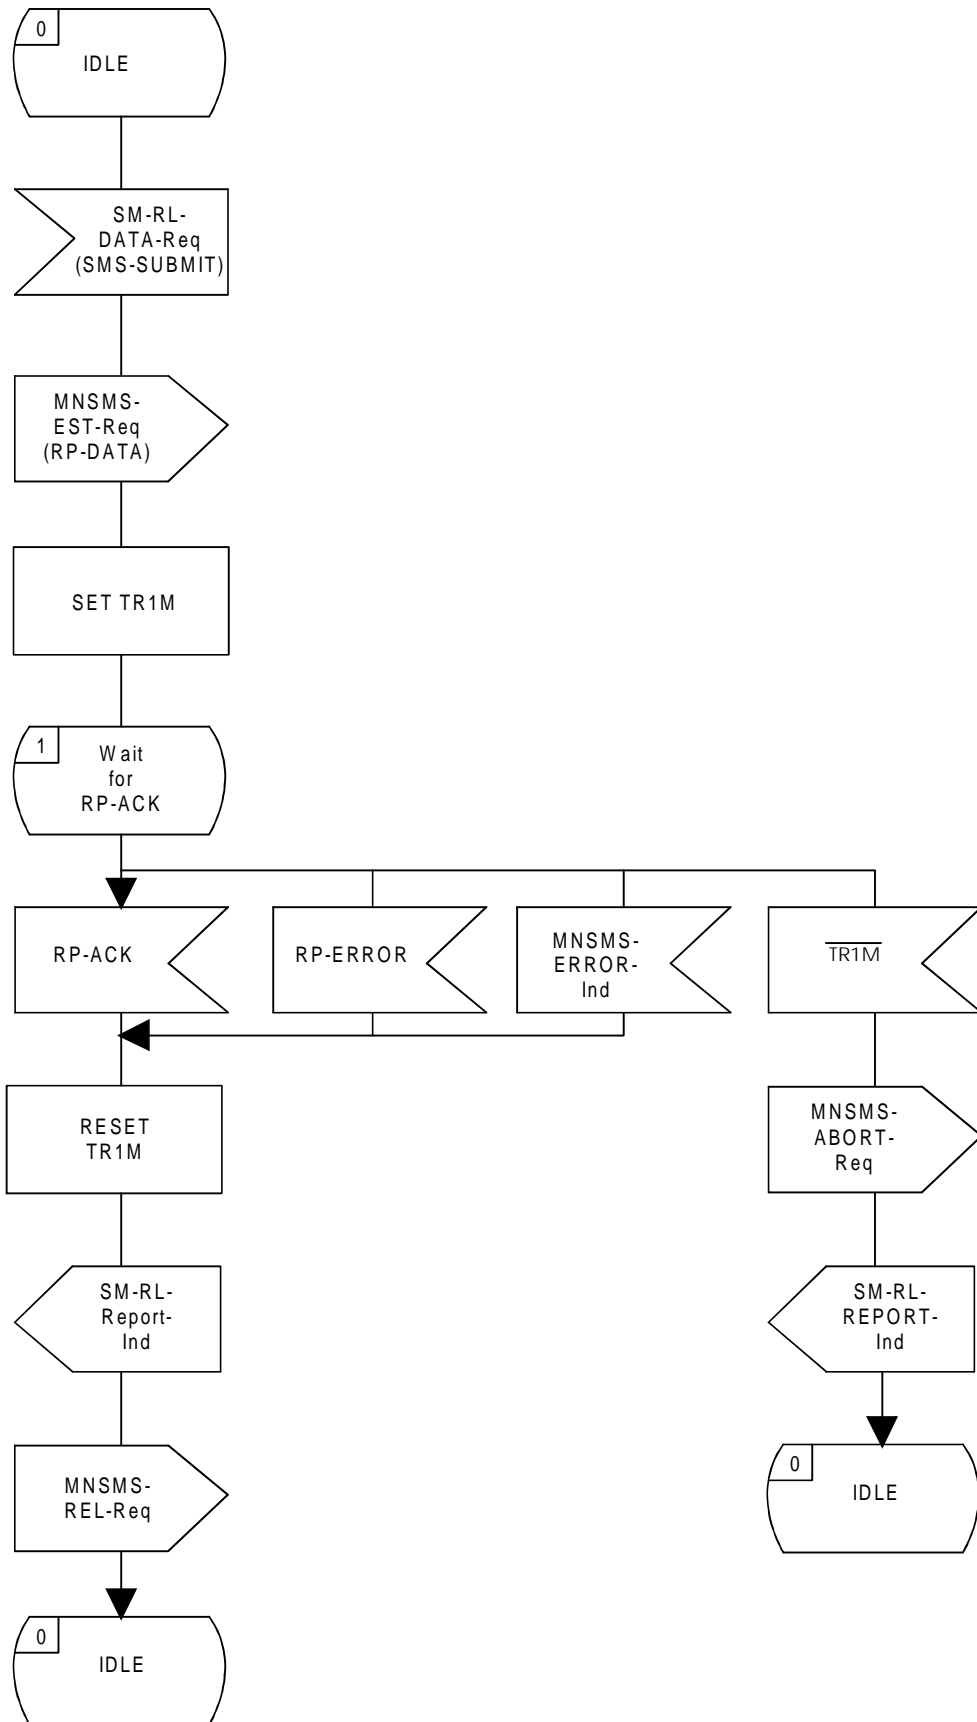 0
IDLE
SM-RL-
DATA-Req
(SMS-SUBMIT)
MNSMS-
EST-Req
(RP-DATA)
SET TR1M
1
Wait
for
RP-ACK
RP-ACK
RP-ERROR
MNSMS-
ERROR-
Ind
TR1M
RESET
TR1M
MNSMS-
ABORT-
Req
SM-RL-
Report-
Ind
SM-RL-
REPORT-
Ind
MNSMS-
REL-Req
0
IDLE
0
IDLE